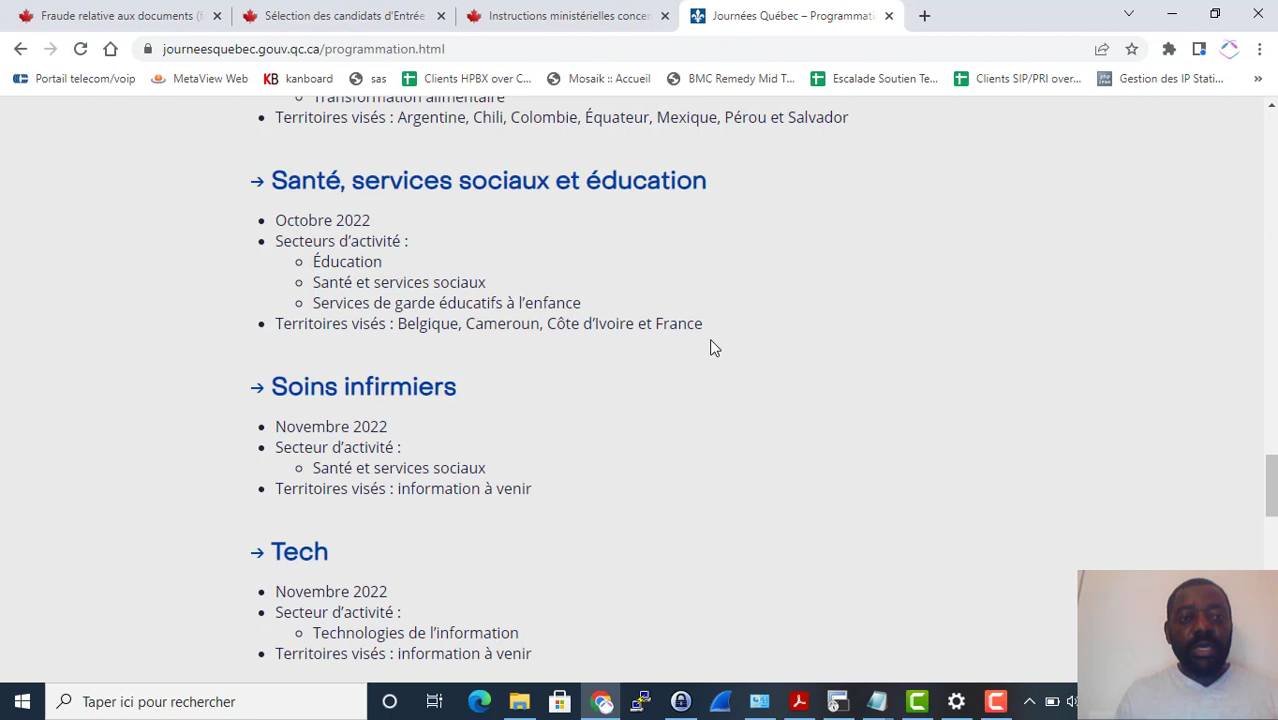 Fraude relative aux documents (f
Sélection des candidats d'Entrée
Instructions ministérielles concer
Journées Québec – Programmati
journeesquebec.gouv.qc.ca/programmation.html
Portail telecom/voip
MetaView Web
KB kanboard
sas
Clients HPBX over C...
Mosaik :: Accueil
BMC Remedy Mid T...
Escalade Soutien Te...
Clients SIP/PRI over...
Gestion des IP Stati...
»
Transformation alimentaire
• Territoires visés : Argentine, Chili, Colombie, Équateur, Mexique, Pérou et Salvador
→ Santé, services sociaux et éducation
• Octobre 2022
• Secteurs d'activité :
◦ Éducation
◦ Santé et services sociaux
◦ Services de garde éducatifs à l'enfance
• Territoires visés : Belgique, Cameroun, Côte d'Ivoire et France
→ Soins infirmiers
• Novembre 2022
• Secteur d'activité :
◦ Santé et services sociaux
• Territoires visés : information à venir
→ Tech
• Novembre 2022
• Secteur d'activité :
◦ Technologies de l'information
• Territoires visés : information à venir
Taper ici pour rechercher